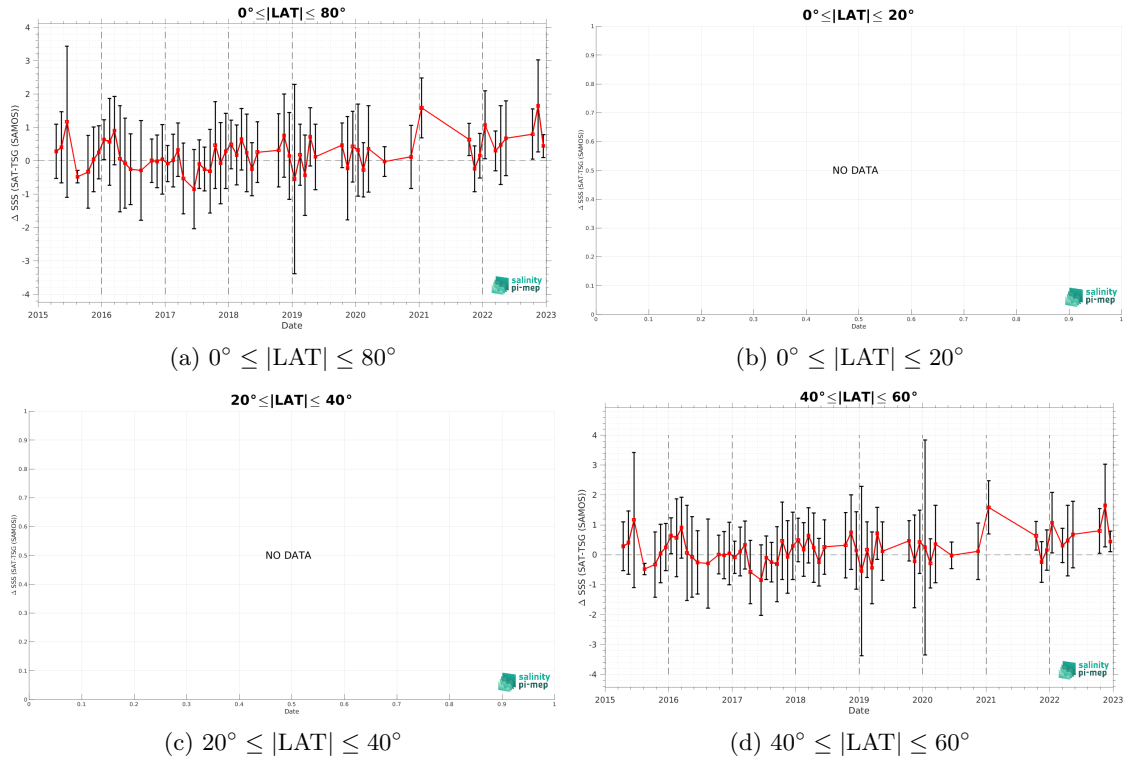 0°≤|LAT|≤ 80°
Δ SSS (SAT-TSG (SAMOS))
4
3
2
1
0
-1
-2
-3
-4
2015 2016 2017 2018 2019 2020 2021 2022 2023
Date
salinity
pi-mep
(a) 0° ≤ |LAT| ≤ 80°
0°≤|LAT|≤ 20°
Δ SSS (SAT-TSG (SAMOS))
1
0.9
0.8
0.7
0.6
0.5
0.4
0.3
0.2
0.1
0
NO DATA
0 0.1 0.2 0.3 0.4 0.5 0.6 0.7 0.8 0.9 1
Date
salinity
pi-mep
(b) 0° ≤ |LAT| ≤ 20°
20°≤|LAT|≤ 40°
Δ SSS (SAT-TSG (SAMOS))
1
0.9
0.8
0.7
0.6
0.5
0.4
0.3
0.2
0.1
0
NO DATA
0 0.1 0.2 0.3 0.4 0.5 0.6 0.7 0.8 0.9 1
Date
salinity
pi-mep
(c) 20° ≤ |LAT| ≤ 40°
40°≤|LAT|≤ 60°
Δ SSS (SAT-TSG (SAMOS))
4
3
2
1
0
-1
-2
-3
-4
2015 2016 2017 2018 2019 2020 2021 2022 2023
Date
salinity
pi-mep
(d) 40° ≤ |LAT| ≤ 60°